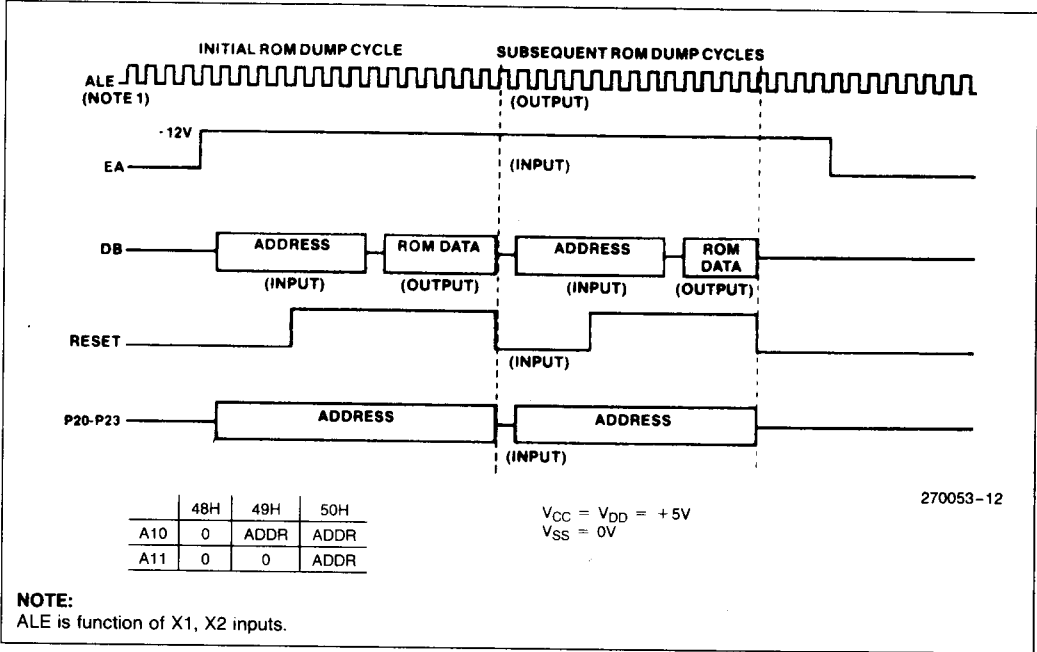 INITIAL ROM DUMP CYCLE
SUBSEQUENT ROM DUMP CYCLES
ALE
(NOTE 1)
(OUTPUT)
-12V
EA
(INPUT)
DB
ADDRESS
ROM DATA
ADDRESS
ROM
DATA
(INPUT)
(OUTPUT)
(INPUT)
(OUTPUT)
RESET
(INPUT)
P20-P23
ADDRESS
ADDRESS
(INPUT)
48H 49H 50H
A10 0 ADDR ADDR
A11 0 0 ADDR
VCC = VDD = +5V
VSS = 0V
270053-12
NOTE:
ALE is function of X1, X2 inputs.